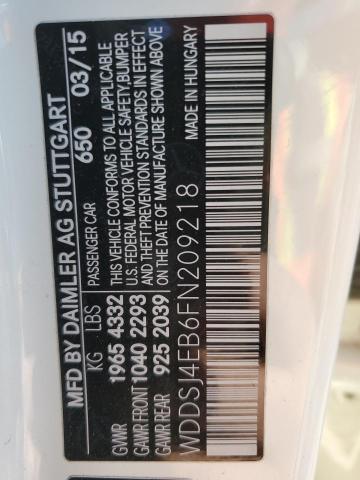 MFD BY DAIMLER AG STUTTGART
650 03/15
KG LBS
PASSENGER CAR
GVWR 1965 4332
GAWR FRONT 1040 2293
GAWR REAR 925 2039
THIS VEHICLE CONFORMS TO ALL APPLICABLE
U.S. FEDERAL MOTOR VEHICLE SAFETY,BUMPER
AND THEFT PREVENTION STANDARDS IN EFFECT
ON THE DATE OF MANUFACTURE SHOWN ABOVE
MADE IN HUNGARY
WDDSJ4EB6FN209218